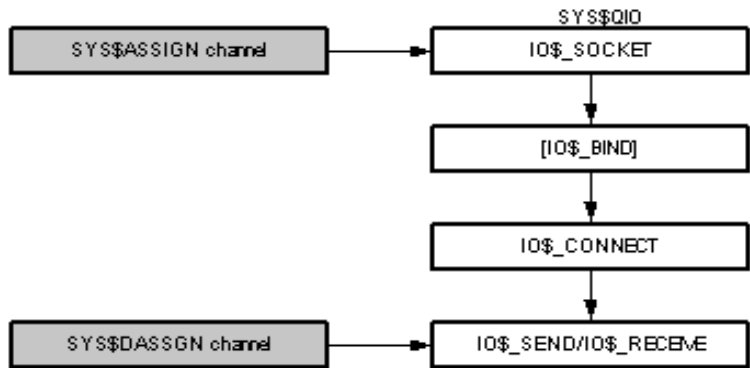 SYS$QIO
SYS$ASSIGN channel
IO$_SOCKET
[IO$_BIND]
IO$_CONNECT
SYS$DASSGN channel
IO$_SEND/IO$_RECEIVE